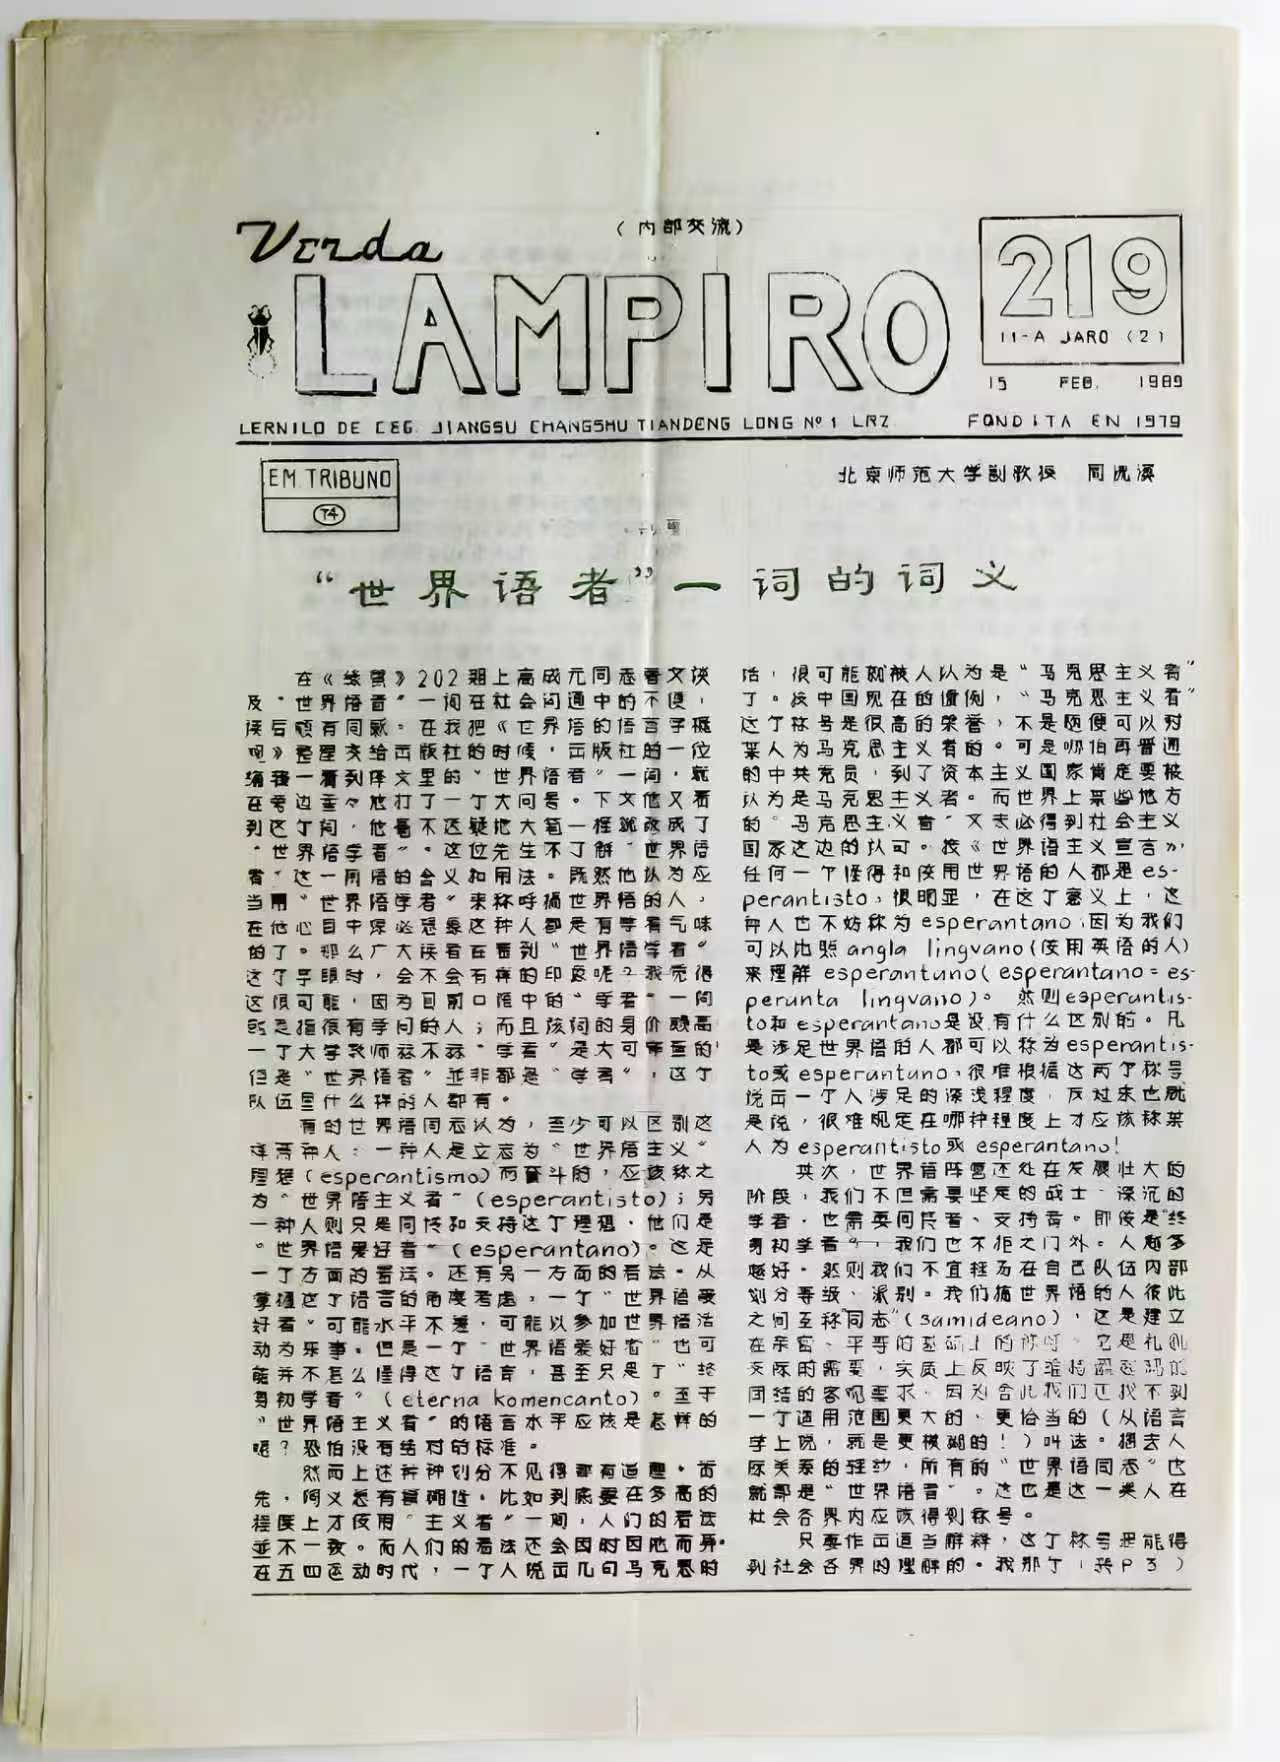 Verda
（内部交流）
LAMPIRO
219
11-A JARO (2)
15 FEB. 1989
LERNILO DE CEG. JIANGSU CHANGSHU TIANDENG LONG Nº1 LRZ
FONDITA EN 1979
EM TRIBUNO
74
北京师范大学副教授
“世界语者”一词的词义
在《绿萤》202期上高成元同志著文谈
及“世界语者”一词在社会沟通中的不便，
读后颇有同感。在我把《世界语的语言学概
》整理交给出版社的时候，出版社的一位
编辑一看到译文里的“世界语者”一词，就
在旁边重々地打了一个大问号。下文他又看
到这个词，他毫不迟疑地大笔一挥就改成了
“世界语学者”。这位先生不了解“世界语
者”这一用语的含义和用法。既然他认为应
当用“世界语学者”来称呼搞世界语的人，
在他心目中想必想象这种人都是有学者气味
的了。那么广大读者在看到“世界语学者”
这个字眼时，会不会有样的印象呢？我觉得
这很可能，因为目前口语中的“学者”一词
就是指很有学问的人；而且该词的身价颇高
一个大学教师称不称“学者”是大可审查的
但是“世界语者”並非都是“学者”，这个
队伍里什么样的人都有。
有的世界语同志认为，至少可以区别这
样两种人：一种人是立志为“世界语主义”
理想（esperantismo）而奋斗的，应该称之
为“世界语主义者”（esperantisto）；另
一种人则只是同情和支持这个理想，他们是
“世界语爱好者”（esperantano）。这是
一个方面的看法。还有另一方面的看法。从
掌握这个语言的角度考虑，一个“世界语爱
好者”可能水平不差，可能以参加世界语活
动为乐事。但是一个“世界语爱好者”也可
能并不怎么懂得这个语言，甚至只是个“终
身初学者”（eterna komencanto）。至于
“世界语主义者”的语言水平应该是怎样的
呢？恐怕没有绝对的标准。
然而上述种种划分不见得都有道理。首
先，词义总有模糊性。比如到底要在多高的
程度上才使用“主义者”一词，人们的看法
並不一致。而人们的看法还会因时因地而异。
在五四运动时代，一个人说出几句马克思的
话，很可能就被人认为是“马克思主义者”
了。按中国现在的惯例，“马克思主义者”
这个称号是很高的荣誉，不是随便可以对
某人为马克思主义者的。可是哪怕再普通
的中共党员，到了资本主义国家肯定要被
认为是马克思主义者。而世界上某些地方
的“马克思主义者”又未必得到社会主义
国家这边的认可。按《世界语主义宣言》，
任何一个懂得和使用世界语的人都是es-
perantisto，很明显，在这个意义上，这
种人也不妨称为esperantano，因为我们
可以比照angla lingvano（使用英语的人）
来理解 esperantano（esperantano = es-
peranta lingvano）。然则esperantis-
to和esperantano是没有什么区别的。凡
是涉足世界语的人都可以称为esperantis-
to或esperantano，很难根据这两个称号
说出一个人涉足的深浅程度，反过来也就
是说，很难规定在哪种程度上才应该称某
人为esperantisto或 esperantano！
其次，世界语阵营还处在发展壮大的
阶段，我们不但需要坚定的战士、深沉的
学者，也需要同情者、支持者。即使是“终
身初学者”，我们也不拒之门外。人越多
越好。然则我们不宜在自己队伍内部
划分等级、派别。我们搞世界语的人彼此
之间互称“同志”（samideano），这是建立
在亲密、平等的基础上的称呼。它是礼仪
交际的需要，实质上反映了
团结的客观要求。因为 我们还找不到
一个适用范围更大的、更恰当的（从语言
学上说，就是更模糊的！）叫法。揭去人
际关系的轻纱，所有的“世界语同志”也
就都是“世界语者”。这也是这一类人在
社会各界内应该得到称号。
只要作出适当解释，这个称号是能得
到社会各界的理解的。我那个（转P3）